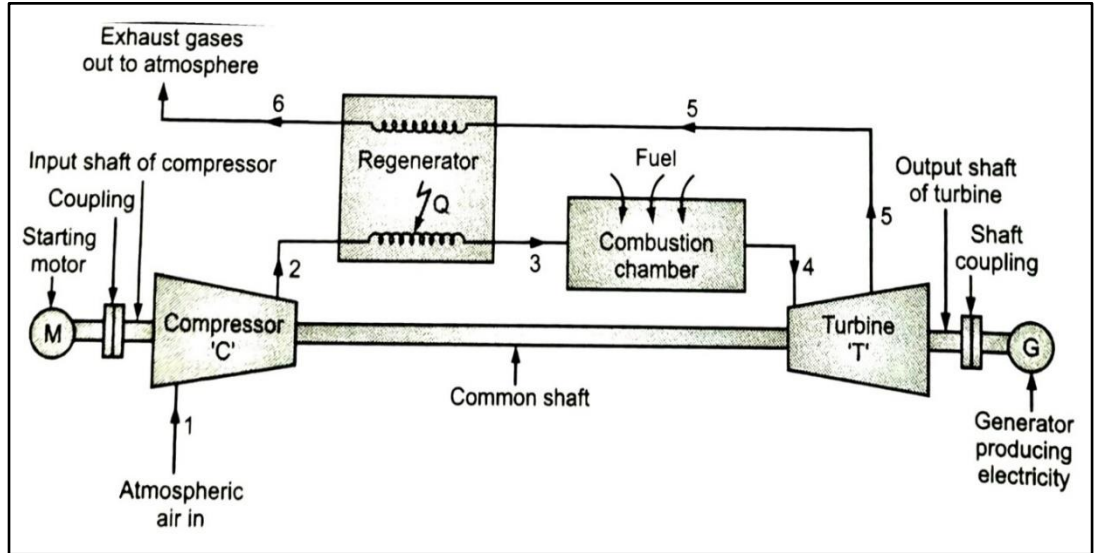 Exhaust gases
out to atmosphere
6
5
Input shaft of compressor
Regenerator
Fuel
Output shaft
of turbine
Coupling
Q
5
Starting
motor
2
3
Combustion
chamber
4
Shaft
coupling
M
Compressor
'C'
Turbine
'T'
G
Common shaft
1
Generator
producing
electricity
Atmospheric
air in